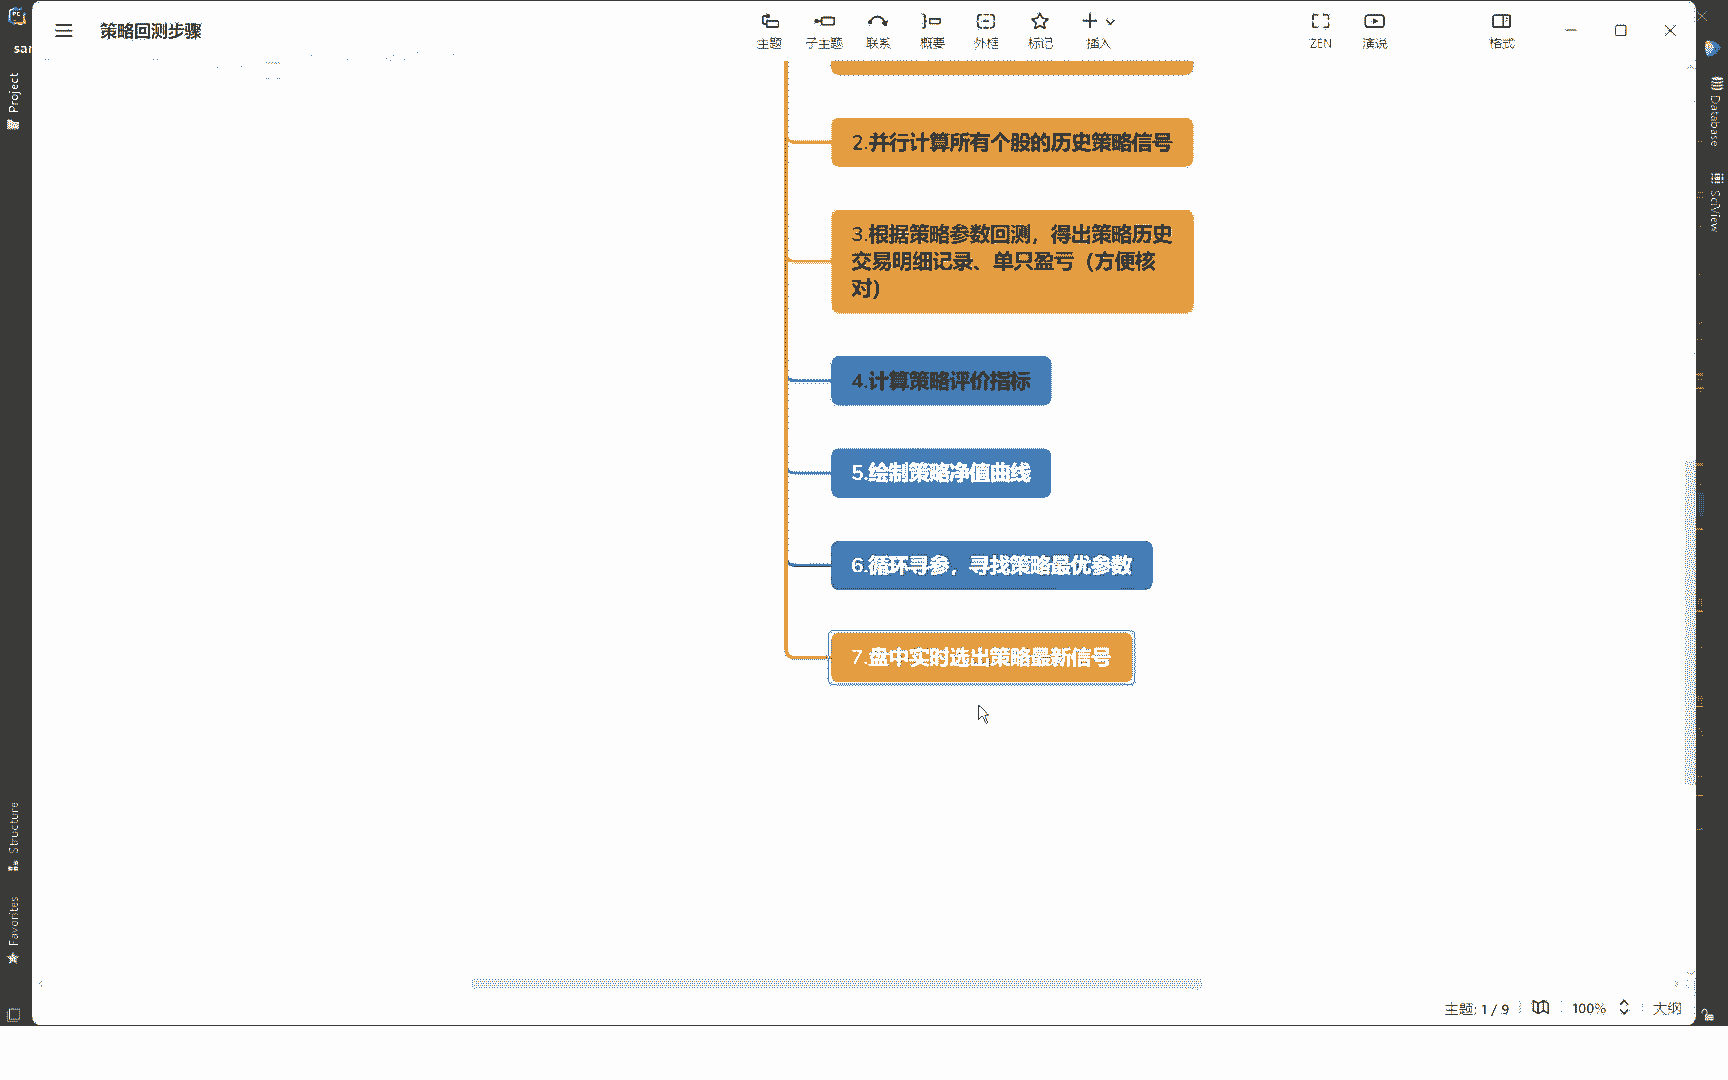 策略回测步骤
主题
子主题
联系
概要
外框
标记
插入
ZEN
演说
格式
Project
Structure
Favorites
Database
SciView
2.并行计算所有个股的历史策略信号
3.根据策略参数回测，得出策略历史
交易明细记录、单只盈亏（方便核
对）
4.计算策略评价指标
5.绘制策略净值曲线
6.循环寻参，寻找策略最优参数
7.盘中实时选出策略最新信号
主题: 1 / 9
100%
大纲